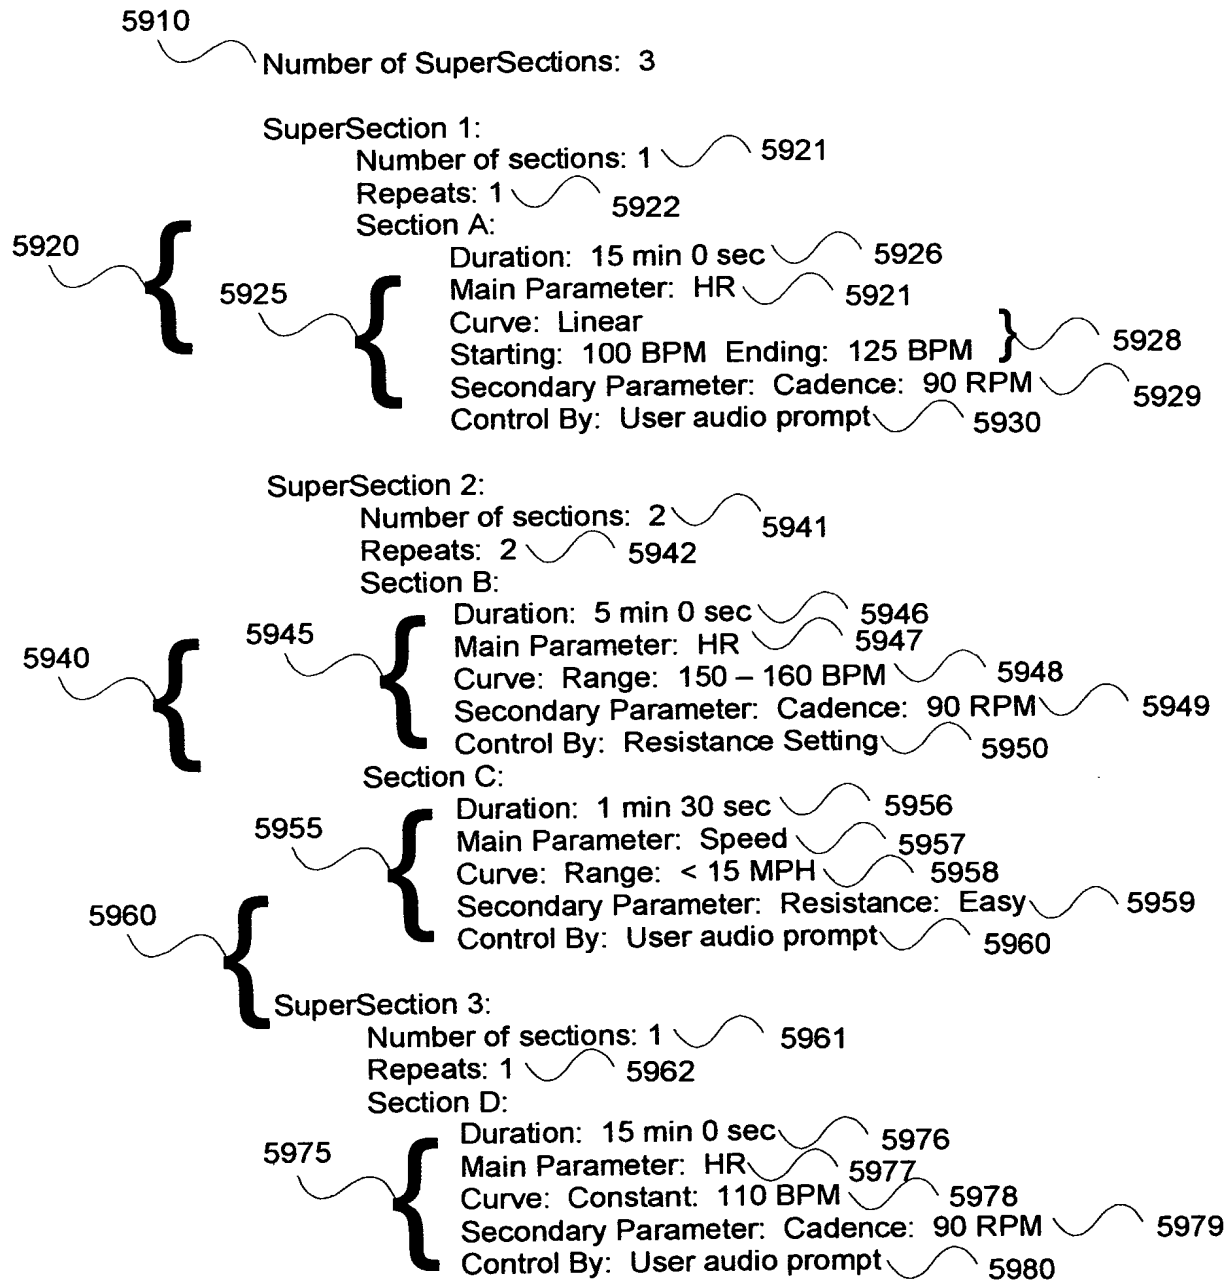 5910
Number of SuperSections: 3
SuperSection 1:
Number of sections: 1 5921
Repeats: 1 5922
5920 Section A:
Duration: 15 min 0 sec 5926
5925 Main Parameter: HR 5921
Curve: Linear
Starting: 100 BPM Ending: 125 BPM } 5928
Secondary Parameter: Cadence: 90 RPM 5929
Control By: User audio prompt 5930
SuperSection 2:
Number of sections: 2 5941
Repeats: 2 5942
Section B:
Duration: 5 min 0 sec 5946
5945 Main Parameter: HR 5947
5940 Curve: Range: 150 – 160 BPM 5948
Secondary Parameter: Cadence: 90 RPM 5949
Control By: Resistance Setting 5950
Section C:
Duration: 1 min 30 sec 5956
5955 Main Parameter: Speed 5957
Curve: Range: < 15 MPH 5958
5960 Secondary Parameter: Resistance: Easy 5959
Control By: User audio prompt 5960
SuperSection 3:
Number of sections: 1 5961
Repeats: 1 5962
Section D:
Duration: 15 min 0 sec 5976
5975 Main Parameter: HR 5977
Curve: Constant: 110 BPM 5978
Secondary Parameter: Cadence: 90 RPM 5979
Control By: User audio prompt 5980